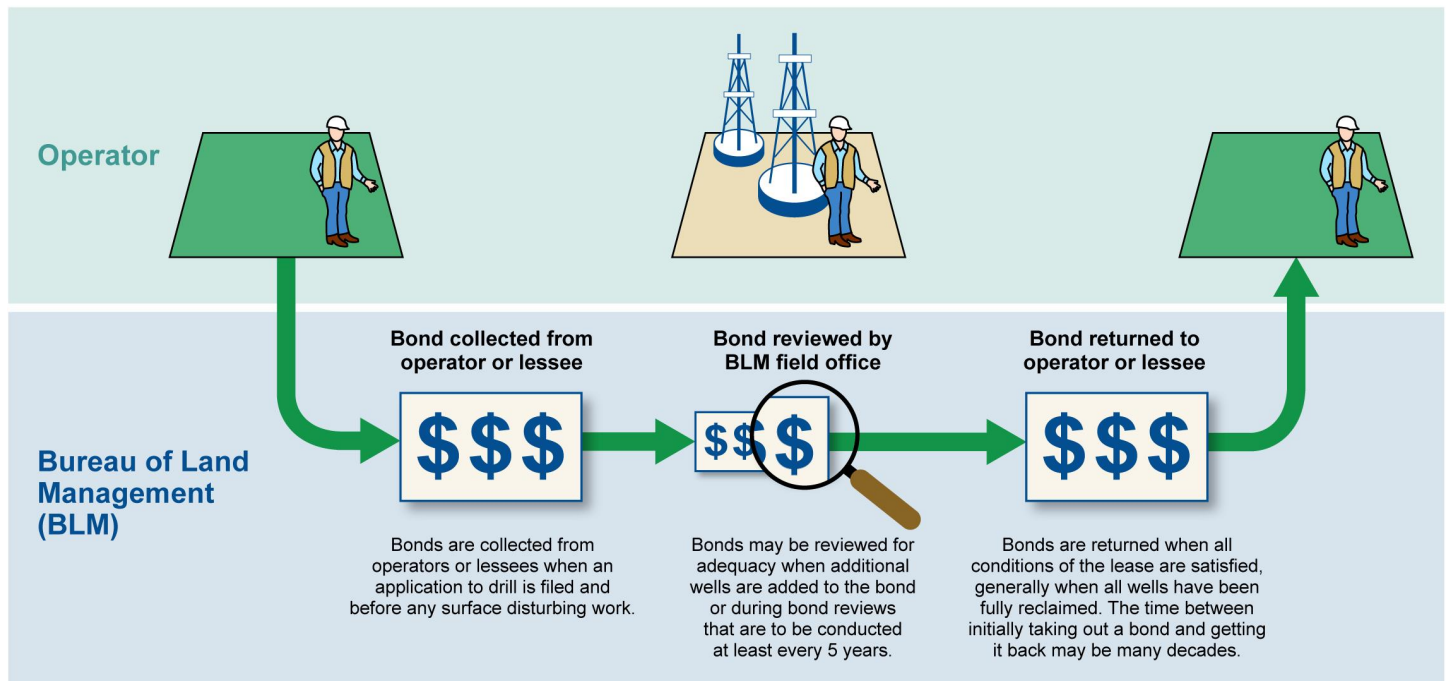 Operator
Bond collected from
operator or lessee
$$$
Bonds are collected from
operators or lessees when an
application to drill is filed and
before any surface disturbing work.
Bond reviewed by
BLM field office
$$$
Bonds may be reviewed for
adequacy when additional
wells are added to the bond
or during bond reviews
that are to be conducted
at least every 5 years.
Bond returned to
operator or lessee
$$$
Bonds are returned when all
conditions of the lease are satisfied,
generally when all wells have been
fully reclaimed. The time between
initially taking out a bond and getting
it back may be many decades.
Bureau of Land
Management
(BLM)